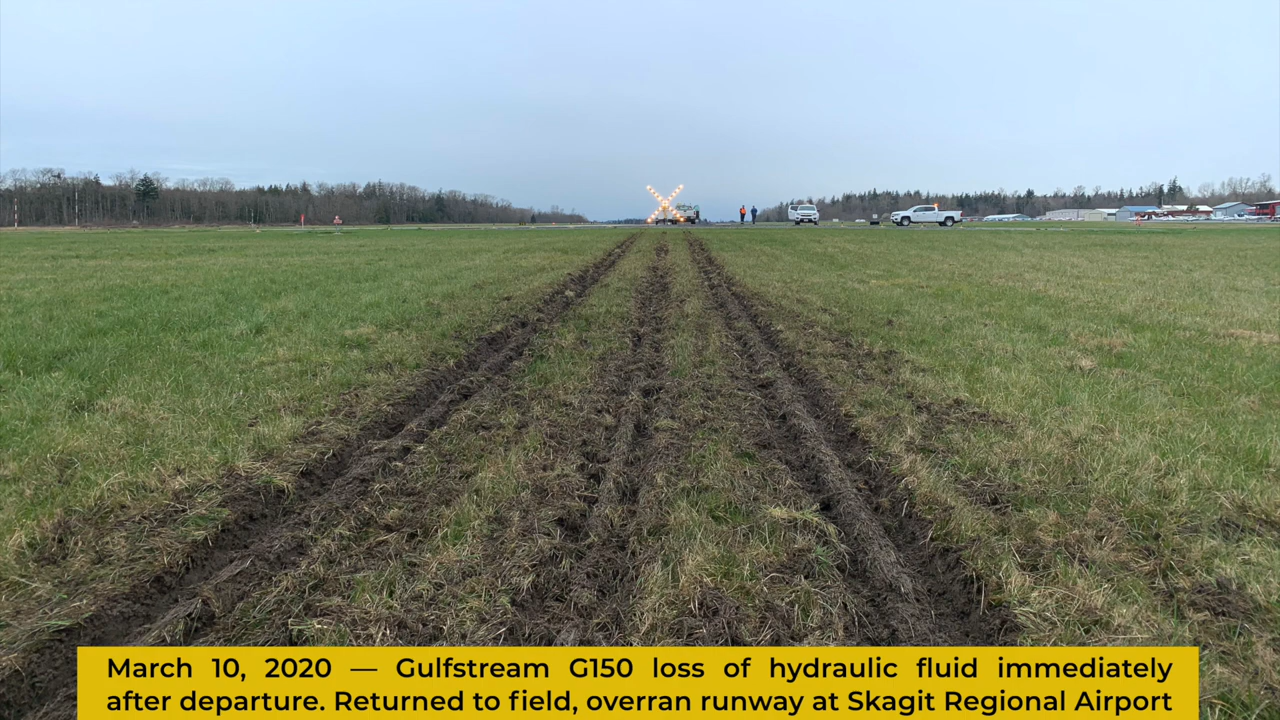 March 10, 2020 — Gulfstream G150 loss of hydraulic fluid immediately
after departure. Returned to field, overran runway at Skagit Regional Airport